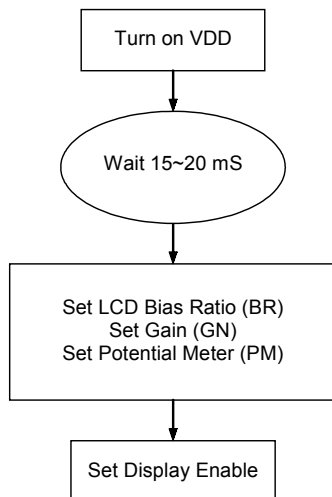 Turn on VDD
Wait 15~20 mS
Set LCD Bias Ratio (BR)
Set Gain (GN)
Set Potential Meter (PM)
Set Display Enable